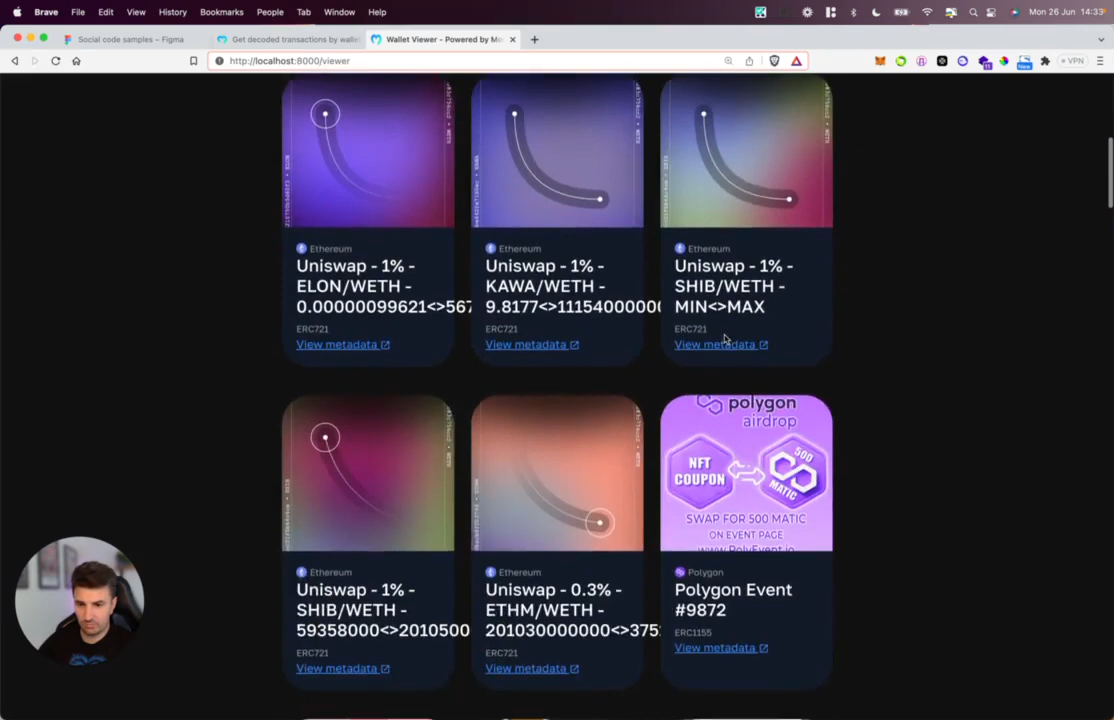 Brave File Edit View History Bookmarks People Tab Window Help
Mon 26 Jun 14:33
Social code samples – Figma
Get decoded transactions by wallet
Wallet Viewer - Powered by Mo
http://localhost:8000/viewer
VPN
11
New
Ethereum
Uniswap - 1% -
ELON/WETH -
0.00000099621<>567
ERC721
View metadata
Ethereum
Uniswap - 1% -
KAWA/WETH -
9.8177<>11154000000
ERC721
View metadata
Ethereum
Uniswap - 1% -
SHIB/WETH -
MIN<>MAX
ERC721
View metadata
Ethereum
Uniswap - 1% -
SHIB/WETH -
59358000<>2010500
ERC721
View metadata
Ethereum
Uniswap - 0.3% -
ETHM/WETH -
201030000000<>375
ERC721
View metadata
polygon
airdrop
NFT
COUPON
500
MATIC
SWAP FOR 500 MATIC
ON EVENT PAGE
www.PolyEvent.io
Polygon
Polygon Event
#9872
ERC1155
View metadata